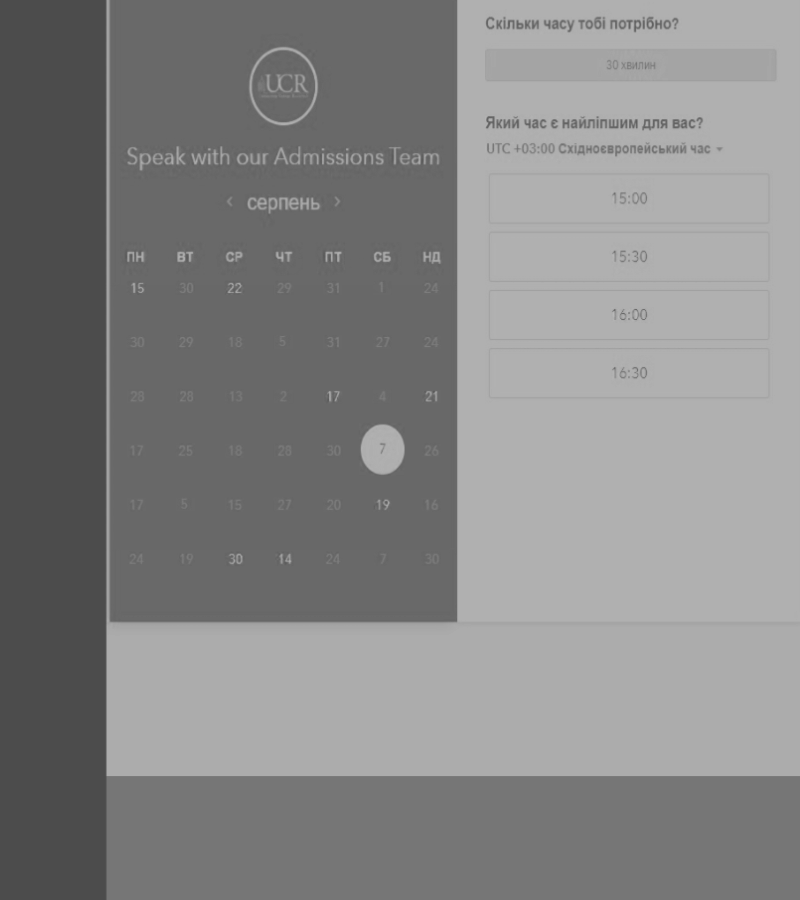 UCR
Speak with our Admissions Team
‹ серпень ›
ПН ВТ СР ЧТ ПТ СБ НД
15 30 22 29 31 1 24
30 29 18 5 31 27 24
28 28 13 2 17 4 21
17 25 18 28 30 7 26
17 5 15 27 20 19 16
24 19 30 14 24 7 30
Скільки часу тобі потрібно?
30 хвилин
Який час є найліпшим для вас?
UTC +03:00 Східноєвропейський час
15:00
15:30
16:00
16:30